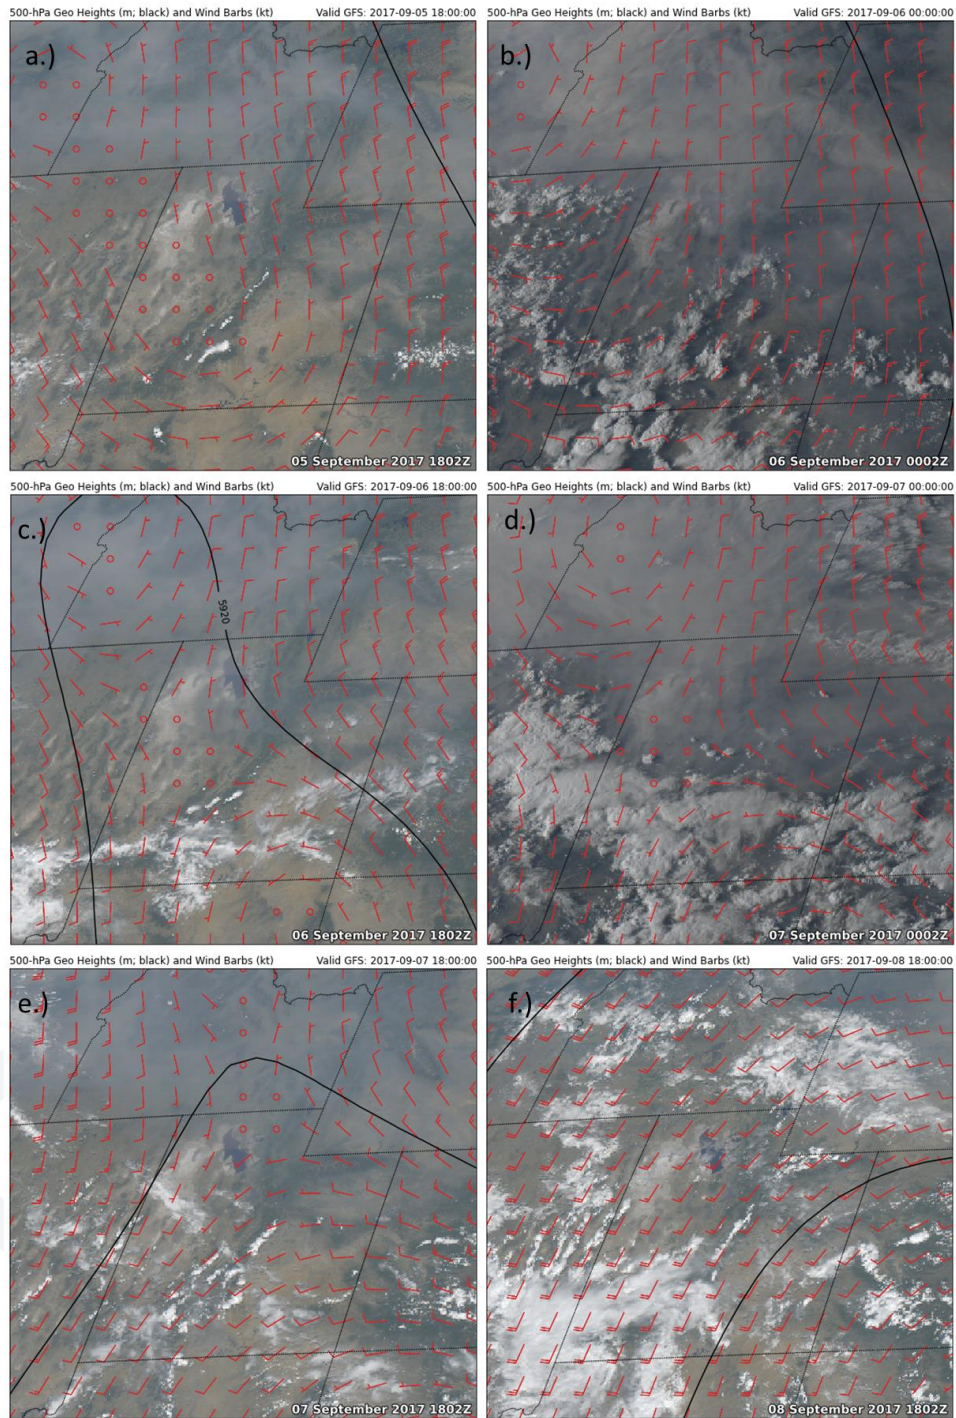 500-hPa Geo Heights (m; black) and Wind Barbs (kt) Valid GFS: 2017-09-05 18:00:00
a.)
05 September 2017 1802Z
500-hPa Geo Heights (m; black) and Wind Barbs (kt) Valid GFS: 2017-09-06 00:00:00
b.)
06 September 2017 0002Z
500-hPa Geo Heights (m; black) and Wind Barbs (kt) Valid GFS: 2017-09-06 18:00:00
c.)
5920
06 September 2017 1802Z
500-hPa Geo Heights (m; black) and Wind Barbs (kt) Valid GFS: 2017-09-07 00:00:00
d.)
07 September 2017 0002Z
500-hPa Geo Heights (m; black) and Wind Barbs (kt) Valid GFS: 2017-09-07 18:00:00
e.)
07 September 2017 1802Z
500-hPa Geo Heights (m; black) and Wind Barbs (kt) Valid GFS: 2017-09-08 18:00:00
f.)
08 September 2017 1802Z